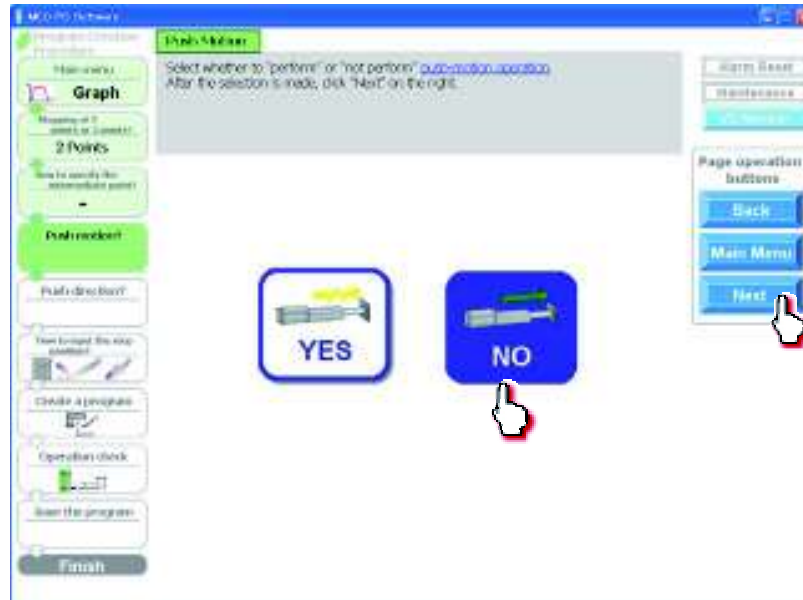 Push Motion
Select whether to "perform" or "not perform" push-motion operation.
After the selection is made, click "Next" on the right.
Main menu
Graph
2 Points
-
Push motion?
Push direction?
Create a program
Operation check
Save the program
Finish
YES
NO
Alarm Reset
Maintenance
Page operation
buttons
Back
Main Menu
Next